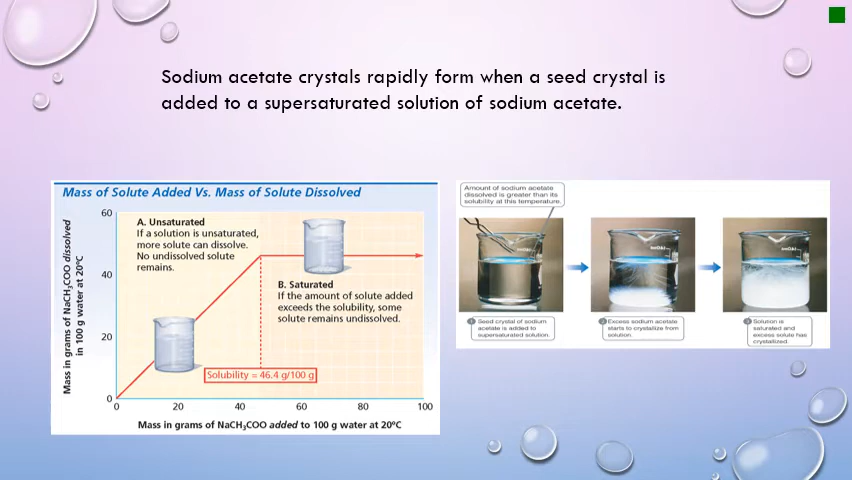 Sodium acetate crystals rapidly form when a seed crystal is
added to a supersaturated solution of sodium acetate.
Mass of Solute Added Vs. Mass of Solute Dissolved
Mass in grams of NaCH₃COO dissolved
in 100 g water at 20°C
60
40
20
0
A. Unsaturated
If a solution is unsaturated,
more solute can dissolve.
No undissolved solute
remains.
B. Saturated
If the amount of solute added
exceeds the solubility, some
solute remains undissolved.
Solubility = 46.4 g/100 g
0 20 40 60 80 100
Mass in grams of NaCH₃COO added to 100 g water at 20°C
Amount of sodium acetate
dissolved is greater than its
solubility at this temperature.
1 Seed crystal of sodium
acetate is added to
supersaturated solution.
2 Excess sodium acetate
starts to crystallize from
solution.
3 Solution is
saturated and
excess solute has
crystallized.